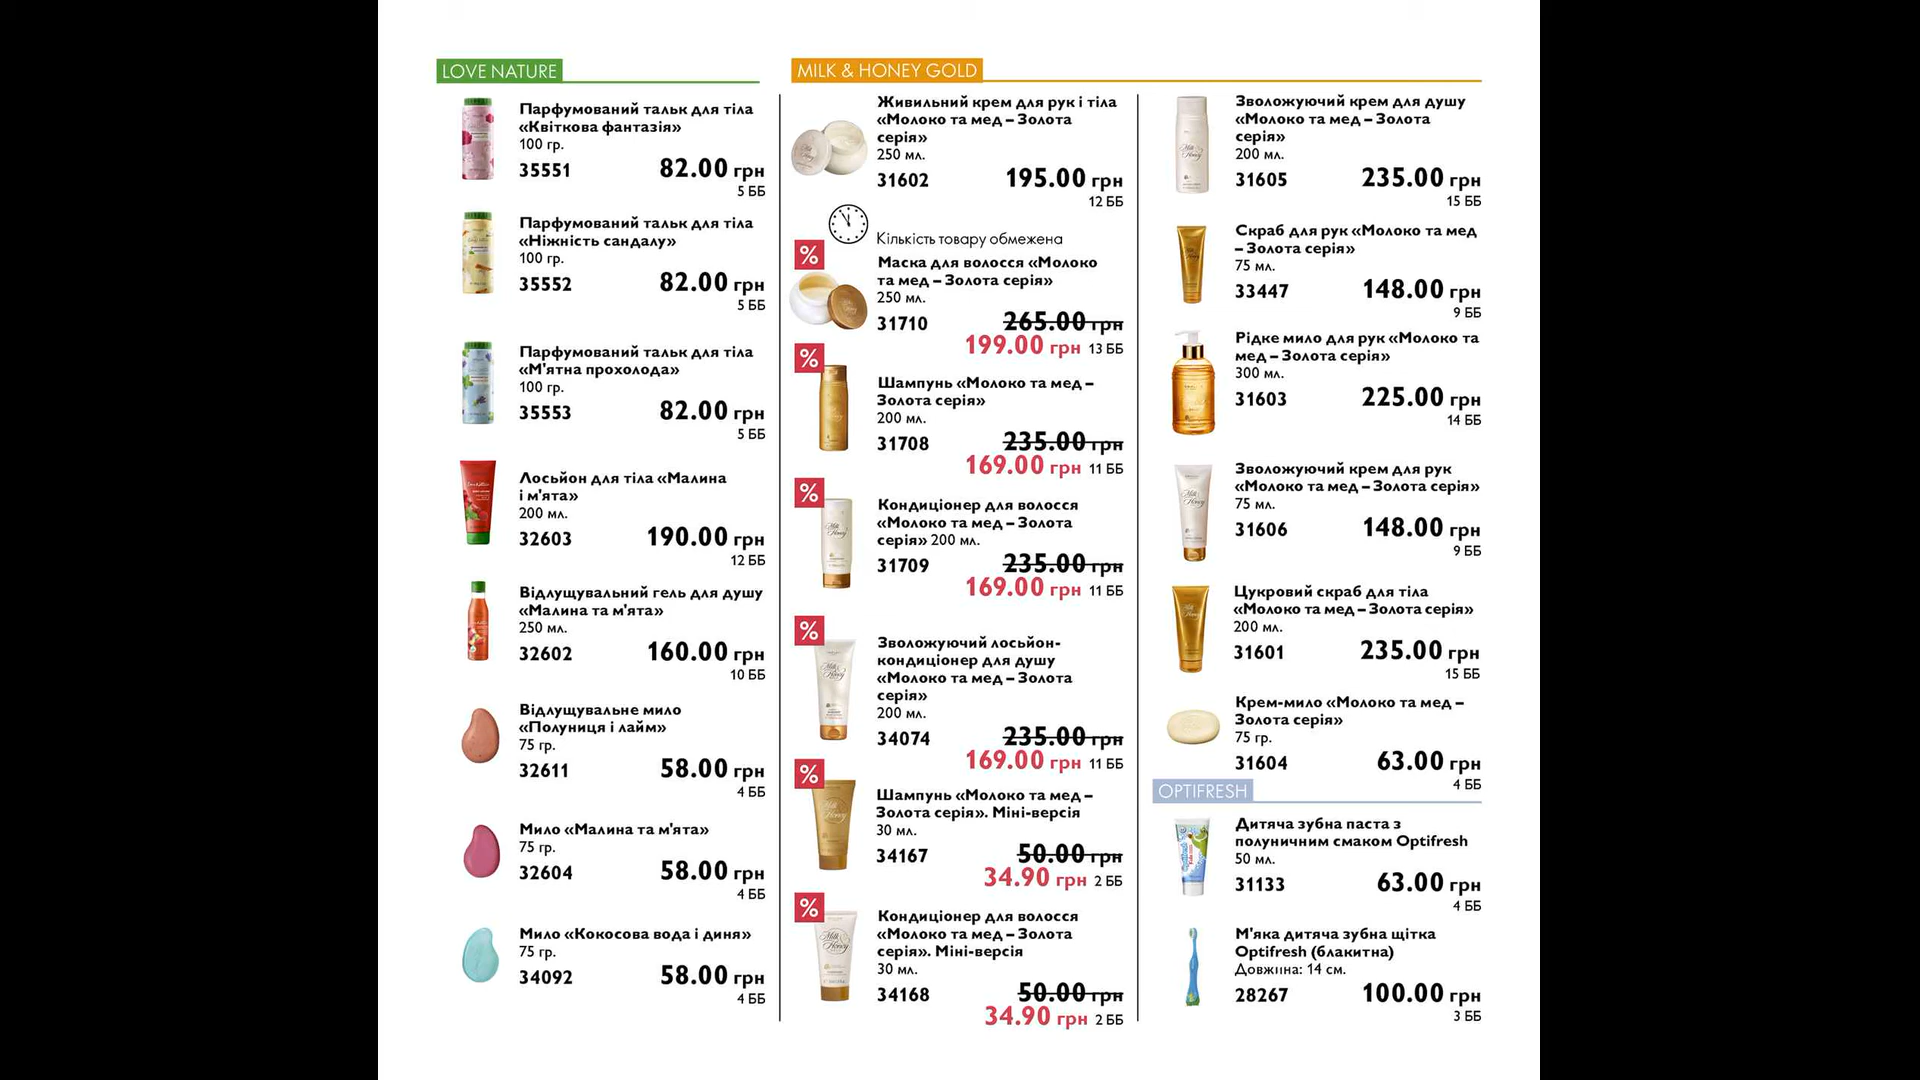 LOVE NATURE
Парфумований тальк для тіла
«Квіткова фантазія»
100 гр.
35551 82.00 грн
5 ББ
Парфумований тальк для тіла
«Ніжність сандалу»
100 гр.
35552 82.00 грн
5 ББ
Парфумований тальк для тіла
«М'ятна прохолода»
100 гр.
35553 82.00 грн
5 ББ
Лосьйон для тіла «Малина
і м'ята»
200 мл.
32603 190.00 грн
12 ББ
Відлущувальний гель для душу
«Малина та м'ята»
250 мл.
32602 160.00 грн
10 ББ
Відлущувальне мило
«Полуниця і лайм»
75 гр.
32611 58.00 грн
4 ББ
Мило «Малина та м'ята»
75 гр.
32604 58.00 грн
4 ББ
Мило «Кокосова вода і диня»
75 гр.
34092 58.00 грн
4 ББ
MILK & HONEY GOLD
Живильний крем для рук і тіла
«Молоко та мед – Золота
серія»
250 мл.
31602 195.00 грн
12 ББ
Кількість товару обмежена
%
Маска для волосся «Молоко
та мед – Золота серія»
250 мл.
31710 265.00 грн
199.00 грн 13 ББ
%
Шампунь «Молоко та мед –
Золота серія»
200 мл.
31708 235.00 грн
169.00 грн 11 ББ
%
Кондиціонер для волосся
«Молоко та мед – Золота
серія» 200 мл.
31709 235.00 грн
169.00 грн 11 ББ
%
Зволожуючий лосьйон-
кондиціонер для душу
«Молоко та мед – Золота
серія»
200 мл.
34074 235.00 грн
169.00 грн 11 ББ
%
Шампунь «Молоко та мед –
Золота серія». Міні-версія
30 мл.
34167 50.00 грн
34.90 грн 2 ББ
%
Кондиціонер для волосся
«Молоко та мед – Золота
серія». Міні-версія
30 мл.
34168 50.00 грн
34.90 грн 2 ББ
Зволожуючий крем для душу
«Молоко та мед – Золота
серія»
200 мл.
31605 235.00 грн
15 ББ
Скраб для рук «Молоко та мед
– Золота серія»
75 мл.
33447 148.00 грн
9 ББ
Рідке мило для рук «Молоко та
мед – Золота серія»
300 мл.
31603 225.00 грн
14 ББ
Зволожуючий крем для рук
«Молоко та мед – Золота серія»
75 мл.
31606 148.00 грн
9 ББ
Цукровий скраб для тіла
«Молоко та мед – Золота серія»
200 мл.
31601 235.00 грн
15 ББ
Крем-мило «Молоко та мед –
Золота серія»
75 гр.
31604 63.00 грн
4 ББ
OPTIFRESH
Дитяча зубна паста з
полуничним смаком Optifresh
50 мл.
31133 63.00 грн
4 ББ
М'яка дитяча зубна щітка
Optifresh (блакитна)
Довжина: 14 см.
28267 100.00 грн
3 ББ